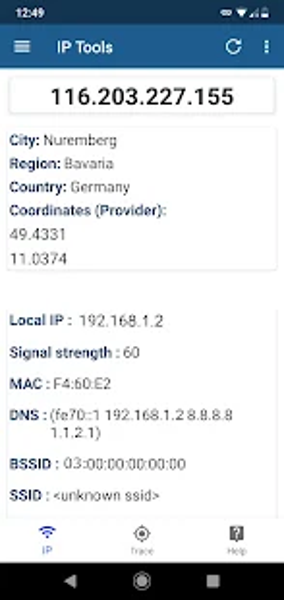 12:49
IP Tools
116.203.227.155
City: Nuremberg
Region: Bavaria
Country: Germany
Coordinates (Provider):
49.4331
11.0374
Local IP : 192.168.1.2
Signal strength : 60
MAC : F4:60:E2
DNS : (fe70::1 192.168.1.2 8.8.8.8
1.1.2.1)
BSSID : 03:00:00:00:00:00
SSID : <unknown ssid>
IP
Trace
Help